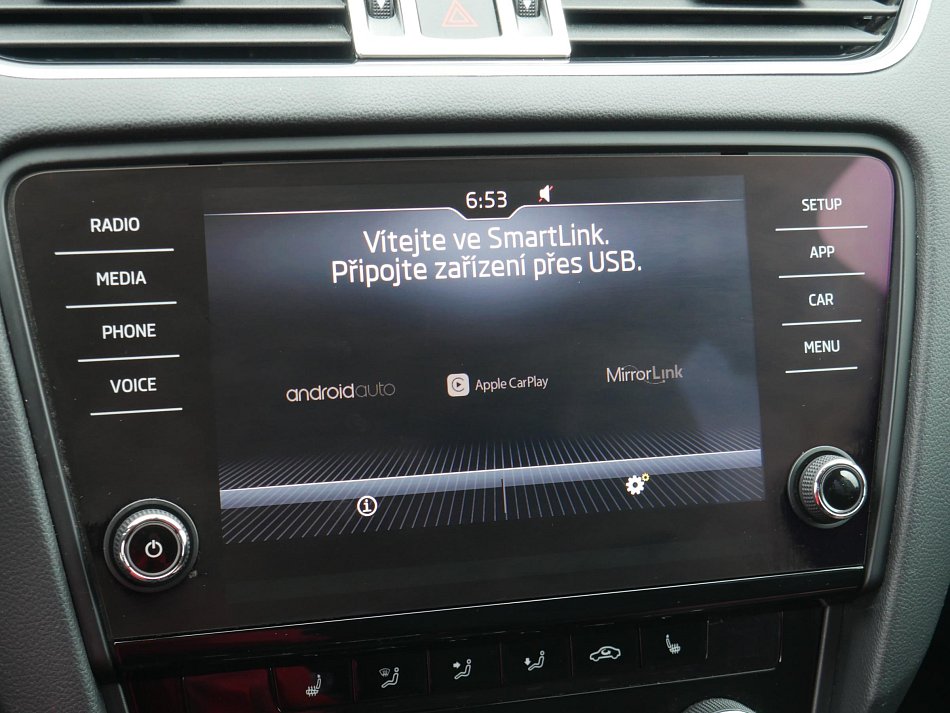 6:53
Vítejte ve SmartLink.
Připojte zařízení přes USB.
androidauto
Apple CarPlay
MirrorLink
RADIO
MEDIA
PHONE
VOICE
SETUP
APP
CAR
MENU